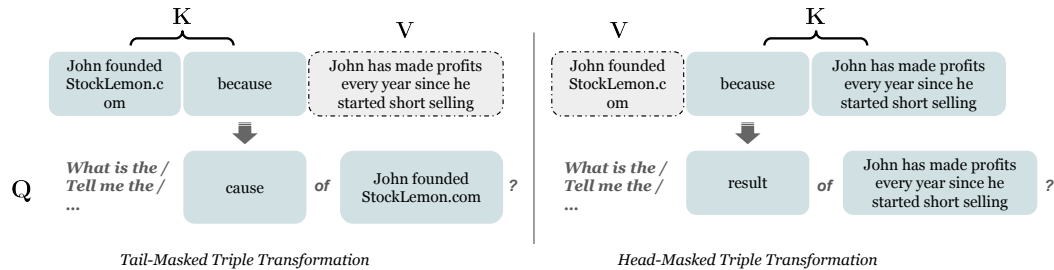 K
V
John founded
StockLemon.c
om
because
John has made profits
every year since he
started short selling
What is the /
Tell me the /
...
cause
of
John founded
StockLemon.com
?
Q
Tail-Masked Triple Transformation
V
K
John founded
StockLemon.c
om
because
John has made profits
every year since he
started short selling
What is the /
Tell me the /
...
result
of
John has made profits
every year since he
started short selling
?
Head-Masked Triple Transformation